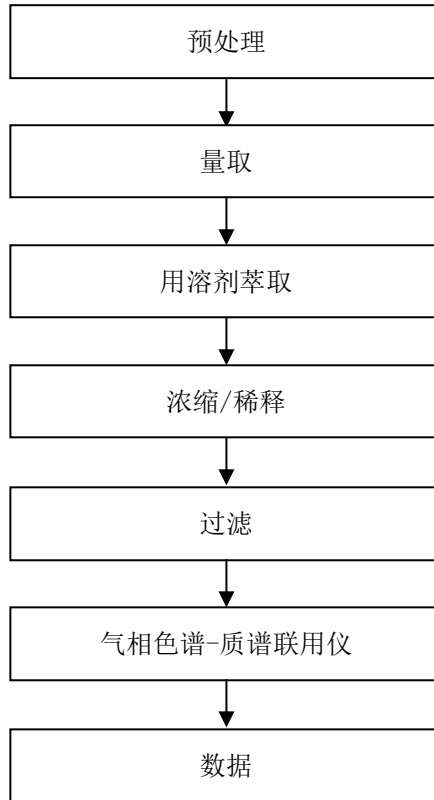 预处理
量取
用溶剂萃取
浓缩/稀释
过滤
气相色谱-质谱联用仪
数据